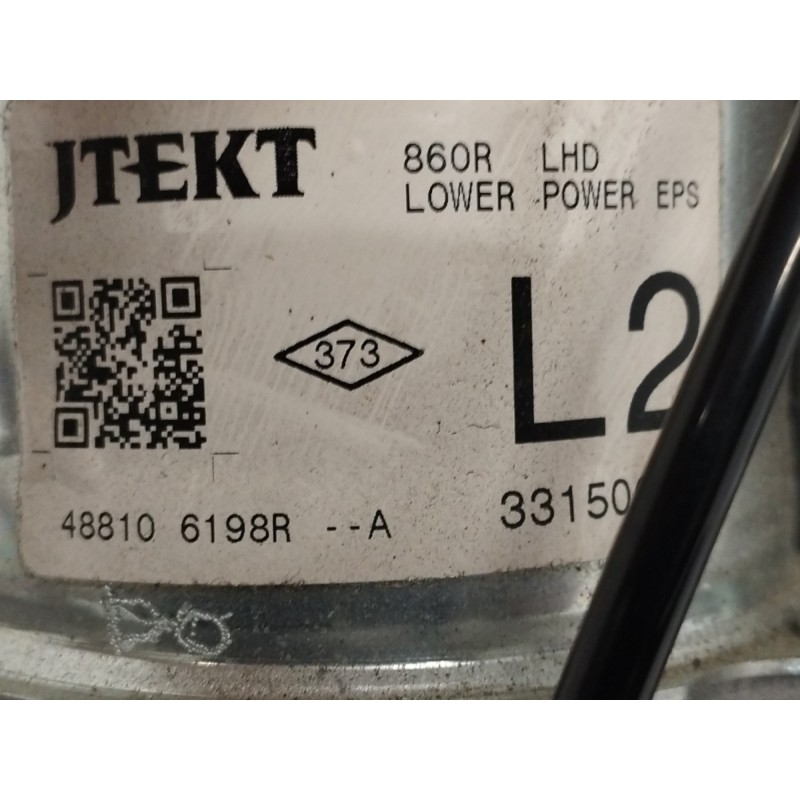 JTEKT
860R LHD
LOWER POWER EPS
373
L2
48810 6198R --A
33150